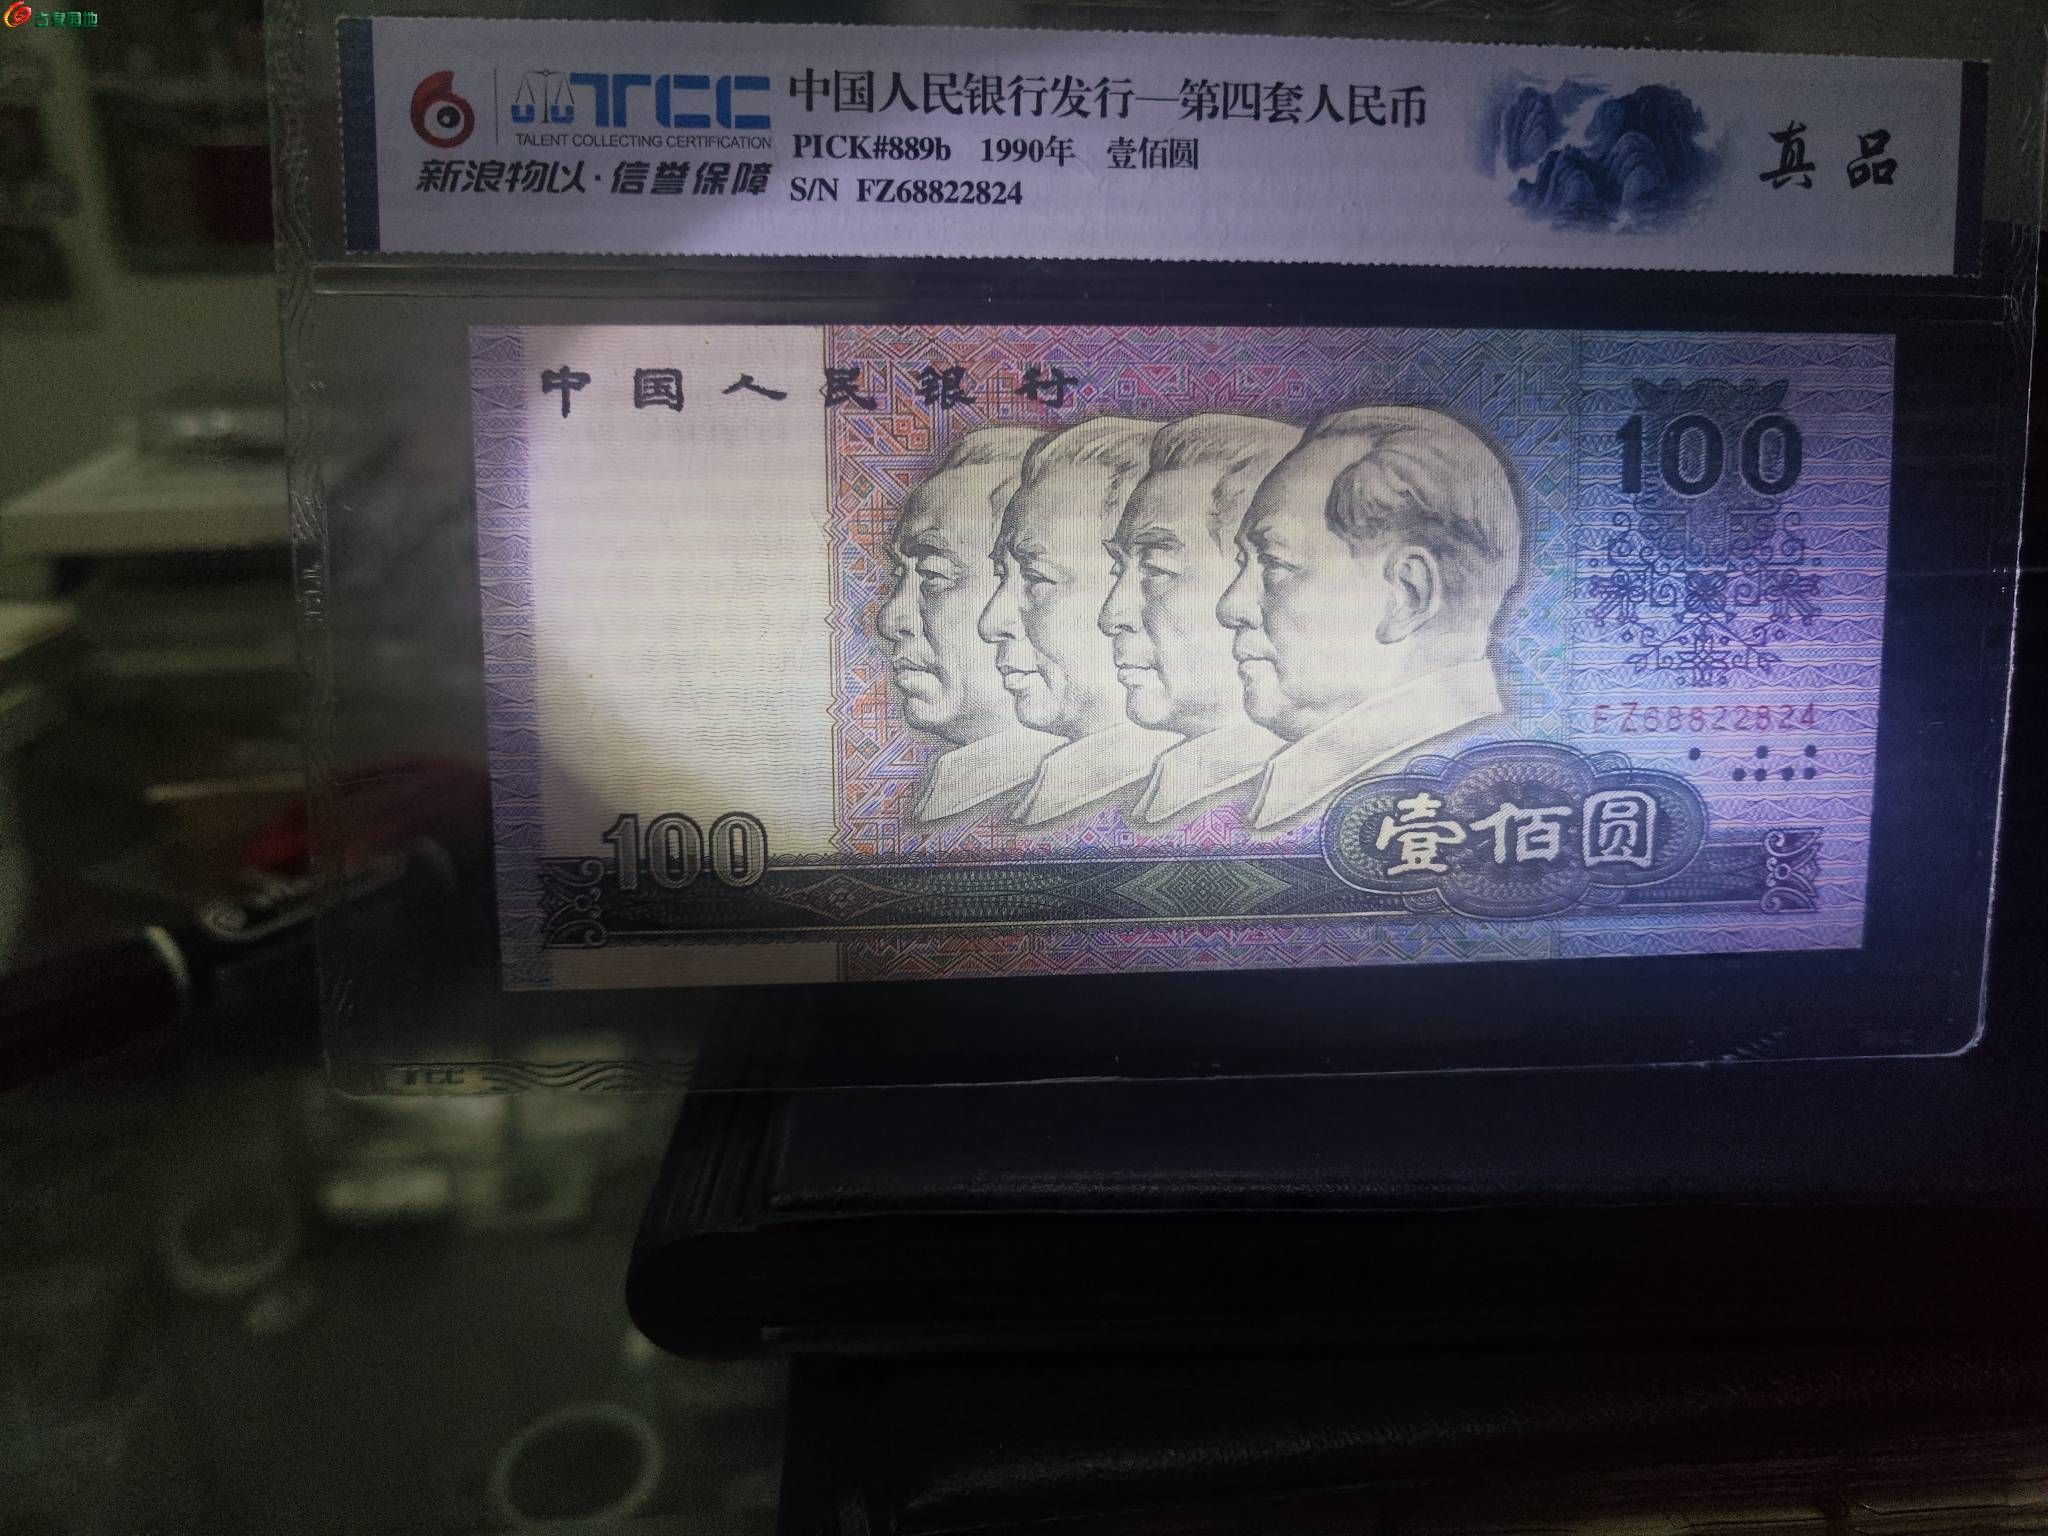 古泉园地
TCC
TALENT COLLECTING CERTIFICATION
新浪物以·信誉保障
中国人民银行发行—第四套人民币
PICK#889b 1990年 壹佰圆
S/N FZ68822824
真品
中国人民银行
100
FZ68822824
壹佰圆
100
TCC